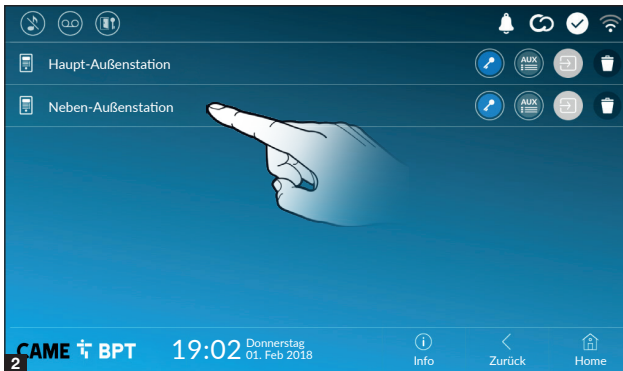 Haupt-Außenstation
AUX
Neben-Außenstation
AUX
CAME BPT
19:02
Donnerstag
01. Feb 2018
Info
Zurück
Home
2